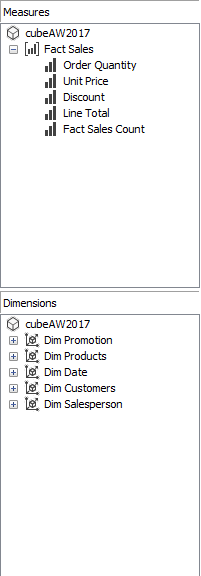 Measures
cubeAW2017
Fact Sales
Order Quantity
Unit Price
Discount
Line Total
Fact Sales Count
Dimensions
cubeAW2017
Dim Promotion
Dim Products
Dim Date
Dim Customers
Dim Salesperson